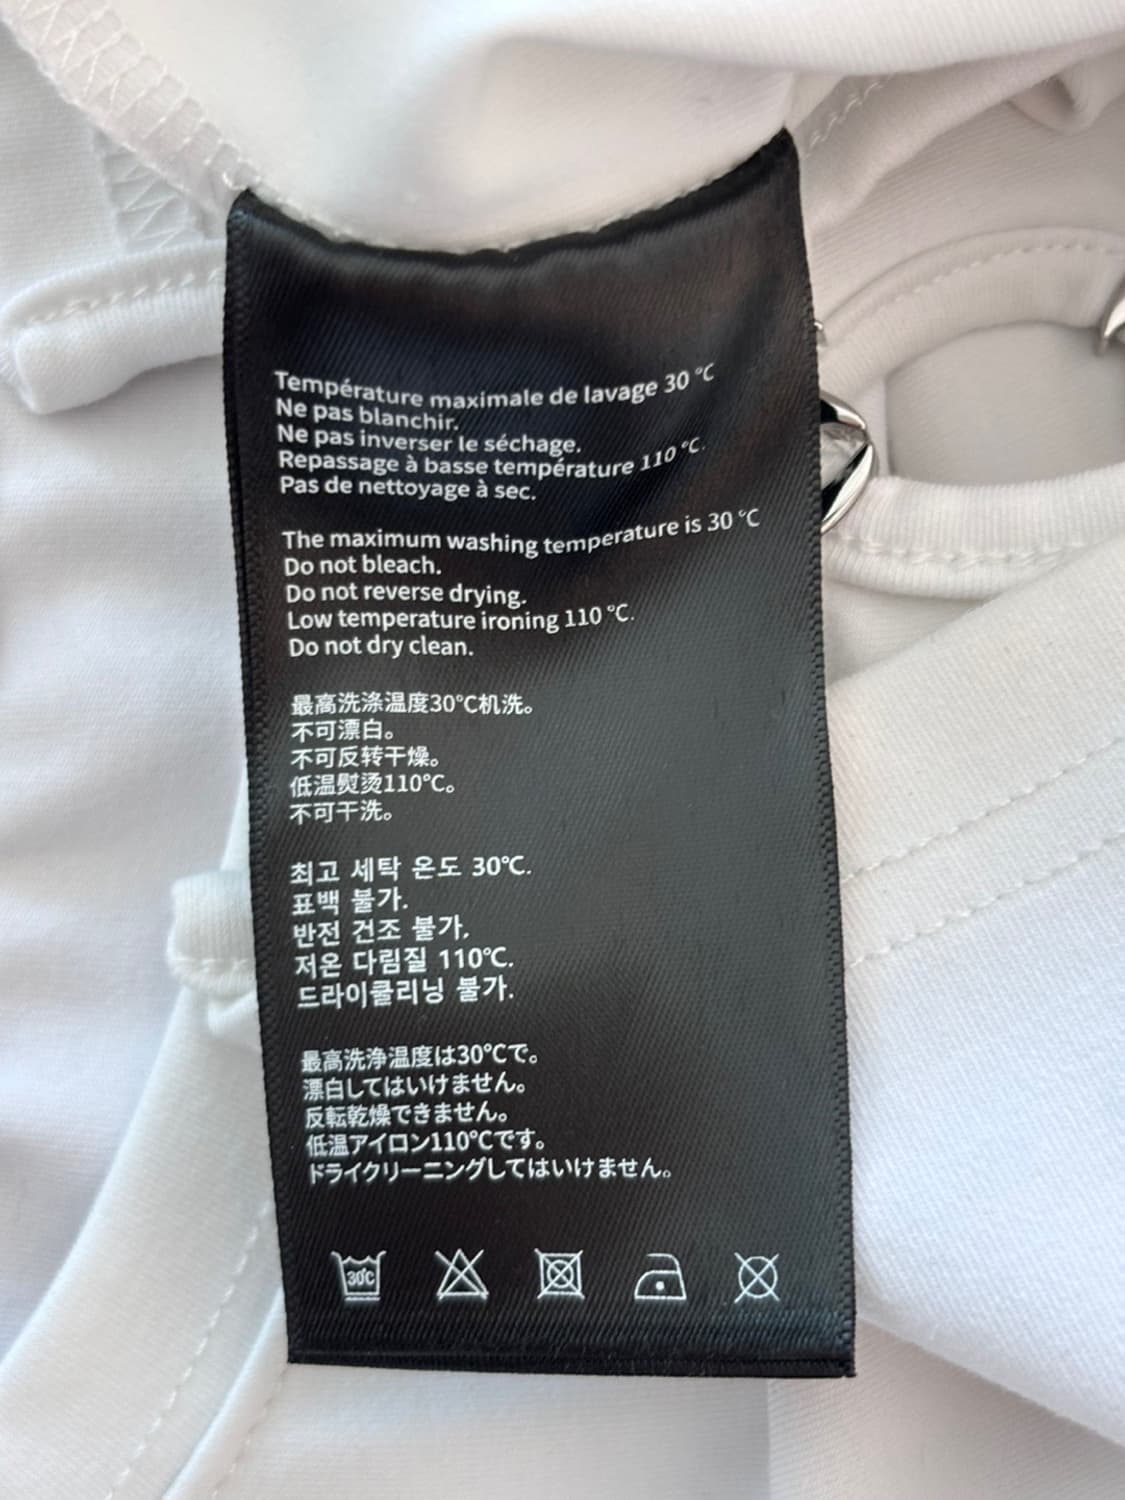 Température maximale de lavage 30 °C
Ne pas blanchir.
Ne pas inverser le séchage.
Repassage à basse température 110 °C.
Pas de nettoyage à sec.
The maximum washing temperature is 30 °C
Do not bleach.
Do not reverse drying.
Low temperature ironing 110 °C.
Do not dry clean.
最高洗涤温度30°C机洗。
不可漂白。
不可反转干燥。
低温熨烫110°C。
不可干洗。
최고 세탁 온도 30℃.
표백 불가.
반전 건조 불가.
저온 다림질 110℃.
드라이클리닝 불가.
最高洗浄温度は30°Cで。
漂白してはいけません。
反転乾燥できません。
低温アイロン110°Cです。
ドライクリーニングしてはいけません。
30°C